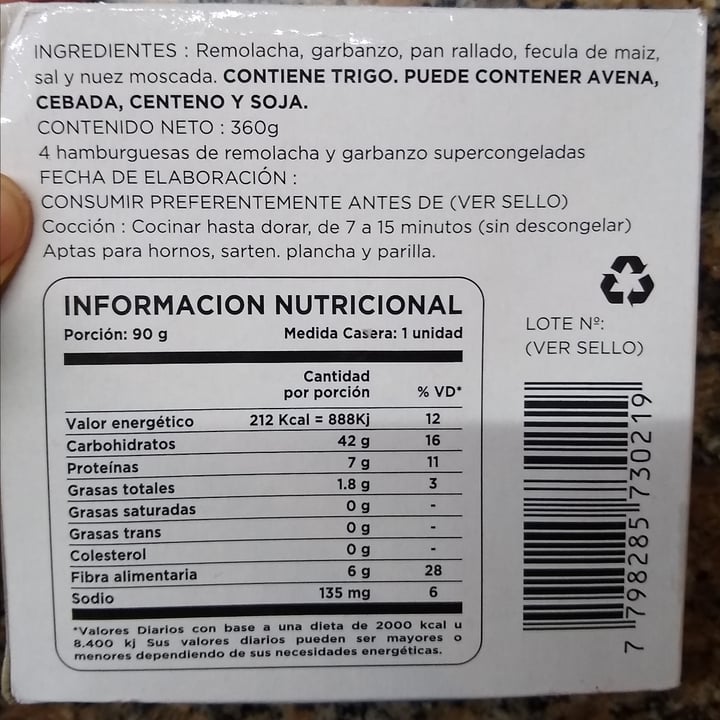 INGREDIENTES : Remolacha, garbanzo, pan rallado, fecula de maiz,
sal y nuez moscada. CONTIENE TRIGO. PUEDE CONTENER AVENA,
CEBADA, CENTENO Y SOJA.
CONTENIDO NETO : 360g
4 hamburguesas de remolacha y garbanzo supercongeladas
FECHA DE ELABORACIÓN :
CONSUMIR PREFERENTEMENTE ANTES DE (VER SELLO)
Cocción : Cocinar hasta dorar, de 7 a 15 minutos (sin descongelar)
Aptas para hornos, sarten. plancha y parilla.
INFORMACION NUTRICIONAL
Porción: 90 g Medida Casera: 1 unidad
Cantidad
por porción % VD*
Valor energético 212 Kcal = 888Kj 12
Carbohidratos 42 g 16
Proteínas 7 g 11
Grasas totales 1.8 g 3
Grasas saturadas 0 g -
Grasas trans 0 g -
Colesterol 0 g -
Fibra alimentaria 6 g 28
Sodio 135 mg 6
*Valores Diarios con base a una dieta de 2000 kcal u
8.400 kj Sus valores diarios pueden ser mayores o
menores dependiendo de sus necesidades energéticas.
LOTE Nº:
(VER SELLO)
7 798285 730219